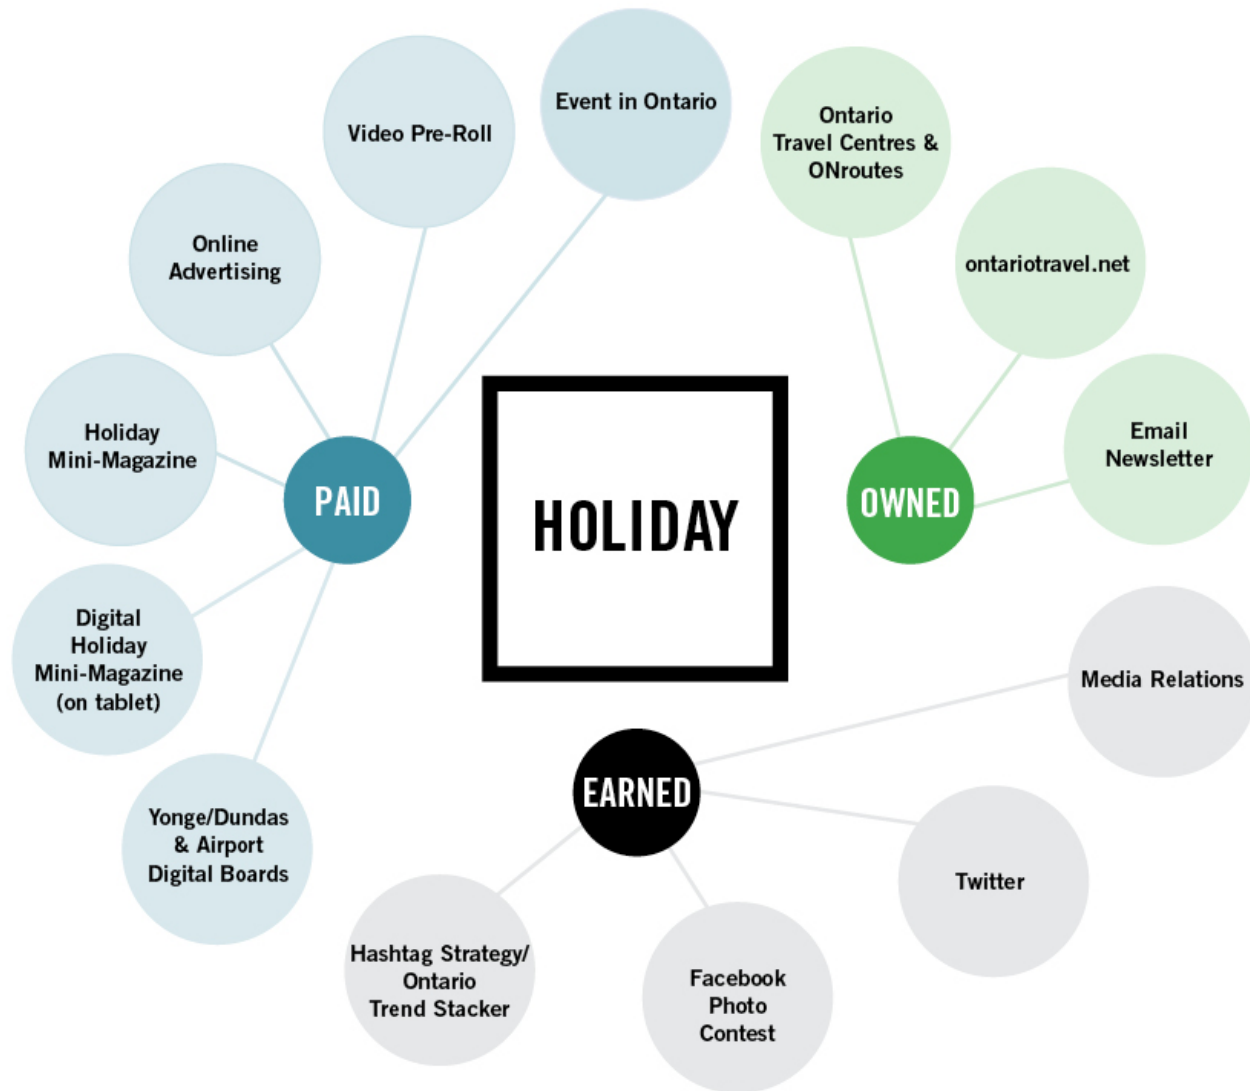 Event in Ontario
Video Pre-Roll
Online
Advertising
Holiday
Mini-Magazine
Digital
Holiday
Mini-Magazine
(on tablet)
Yonge/Dundas
& Airport
Digital Boards
PAID
HOLIDAY
Ontario
Travel Centres &
ONroutes
ontariotravel.net
Email
Newsletter
OWNED
EARNED
Media Relations
Twitter
Facebook
Photo
Contest
Hashtag Strategy/
Ontario
Trend Stacker